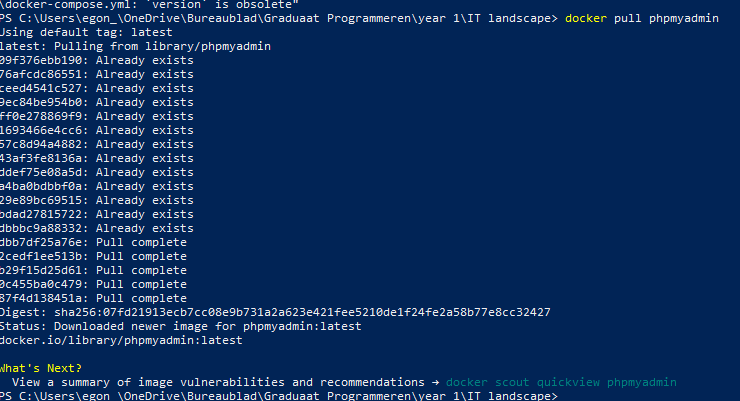 \docker-compose.yml: `version` is obsolete"
PS C:\Users\egon_\OneDrive\Bureaublad\Graduaat Programmeren\year 1\IT landscape> docker pull phpmyadmin
Using default tag: latest
latest: Pulling from library/phpmyadmin
09f376ebb190: Already exists
76afcdc86551: Already exists
ceed4541c527: Already exists
9ec84be954b0: Already exists
ff0e278869f9: Already exists
1693466e4cc6: Already exists
57c8d94a4882: Already exists
43af3fe8136a: Already exists
ddef75e08a5d: Already exists
a4ba0bdbbf0a: Already exists
29e89bc69515: Already exists
bdad27815722: Already exists
dbbbc9a88332: Already exists
dbb7df25a76e: Pull complete
2cedf1ee513b: Pull complete
b29f15d25d61: Pull complete
0c455ba0c479: Pull complete
87f4d138451a: Pull complete
Digest: sha256:07fd21913ecb7cc08e9b731a2a623e421fee5210de1f24fe2a58b77e8cc32427
Status: Downloaded newer image for phpmyadmin:latest
docker.io/library/phpmyadmin:latest
What's Next?
View a summary of image vulnerabilities and recommendations → docker scout quickview phpmyadmin
PS C:\Users\egon_\OneDrive\Bureaublad\Graduaat Programmeren\year 1\IT landscape>